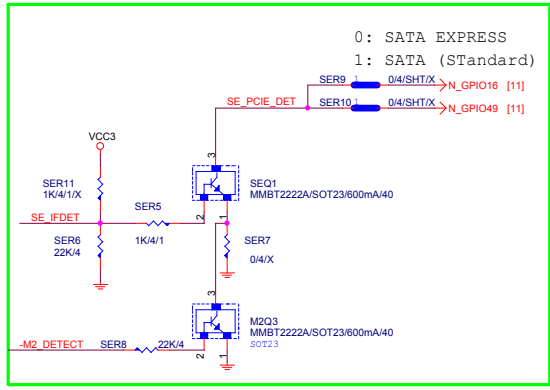 0: SATA EXPRESS
1: SATA (STandard)
SER9 1 0/4/SHT/X N_GPIO16 [11]
SE_PCIE_DET SER10 1 0/4/SHT/X N_GPIO49 [11]
VCC3
3
SER11
1K/4/1/X
SEQ1
MMBT2222A/SOT23/600mA/40
SER5
2 1
SE_IFDET
SER6
22K/4
1K/4/1
SER7
0/4/X
3
M2Q3
MMBT2222A/SOT23/600mA/40
SOT23
-M2_DETECT SER8 22K/4 2 1